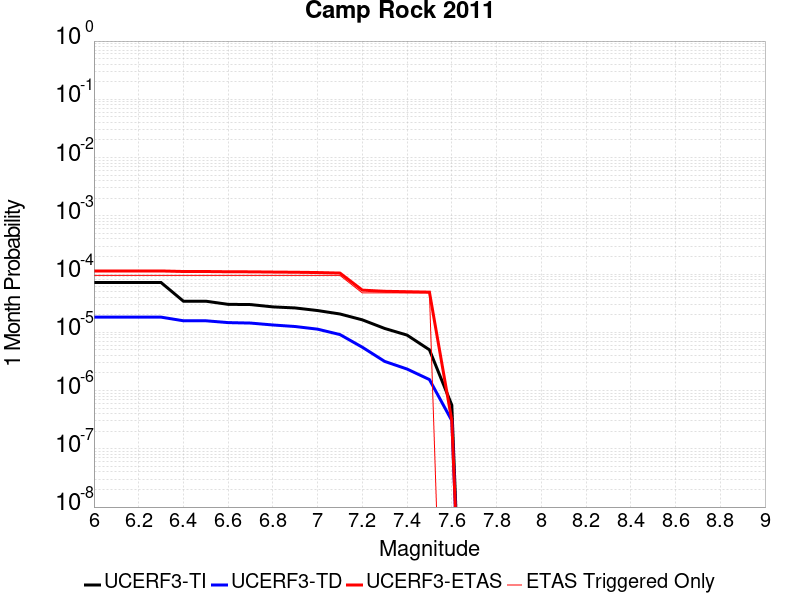 Camp Rock 2011
10^0
10^-1
10^-2
10^-3
10^-4
10^-5
10^-6
10^-7
10^-8
1 Month Probability
6 6.2 6.4 6.6 6.8 7 7.2 7.4 7.6 7.8 8 8.2 8.4 8.6 8.8 9
Magnitude
UCERF3-TI UCERF3-TD UCERF3-ETAS ETAS Triggered Only